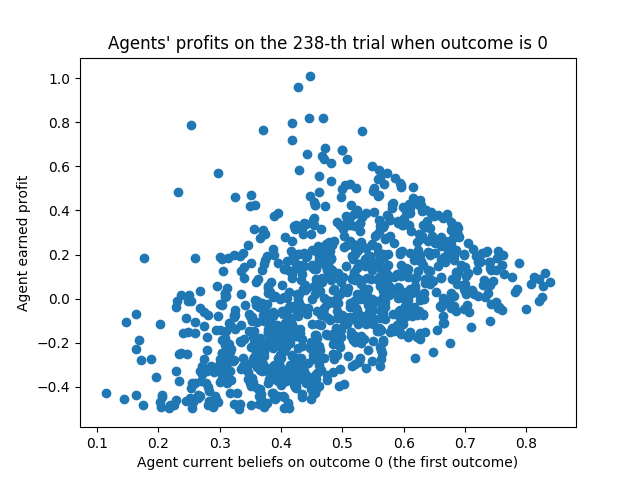 Agents' profits on the 238-th trial when outcome is 0
1.0
0.8
0.6
0.4
0.2
0.0
−0.2
−0.4
Agent earned profit
0.1 0.2 0.3 0.4 0.5 0.6 0.7 0.8
Agent current beliefs on outcome 0 (the first outcome)